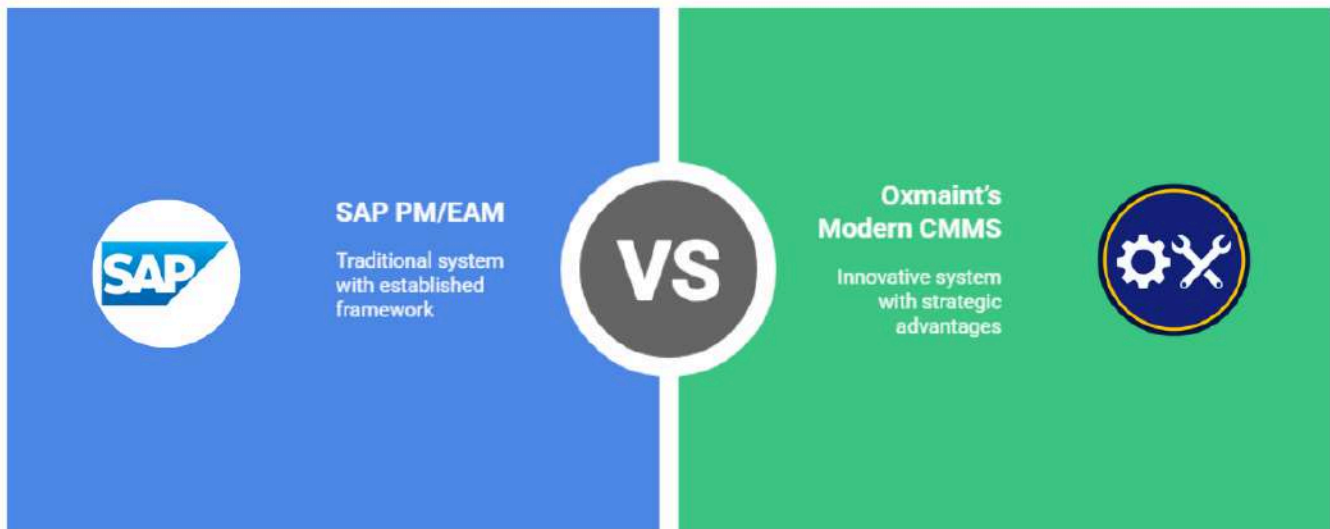 SAP
SAP PM/EAM
Traditional system
with established
framework
VS
Oxmaint's
Modern CMMS
Innovative system
with strategic
advantages